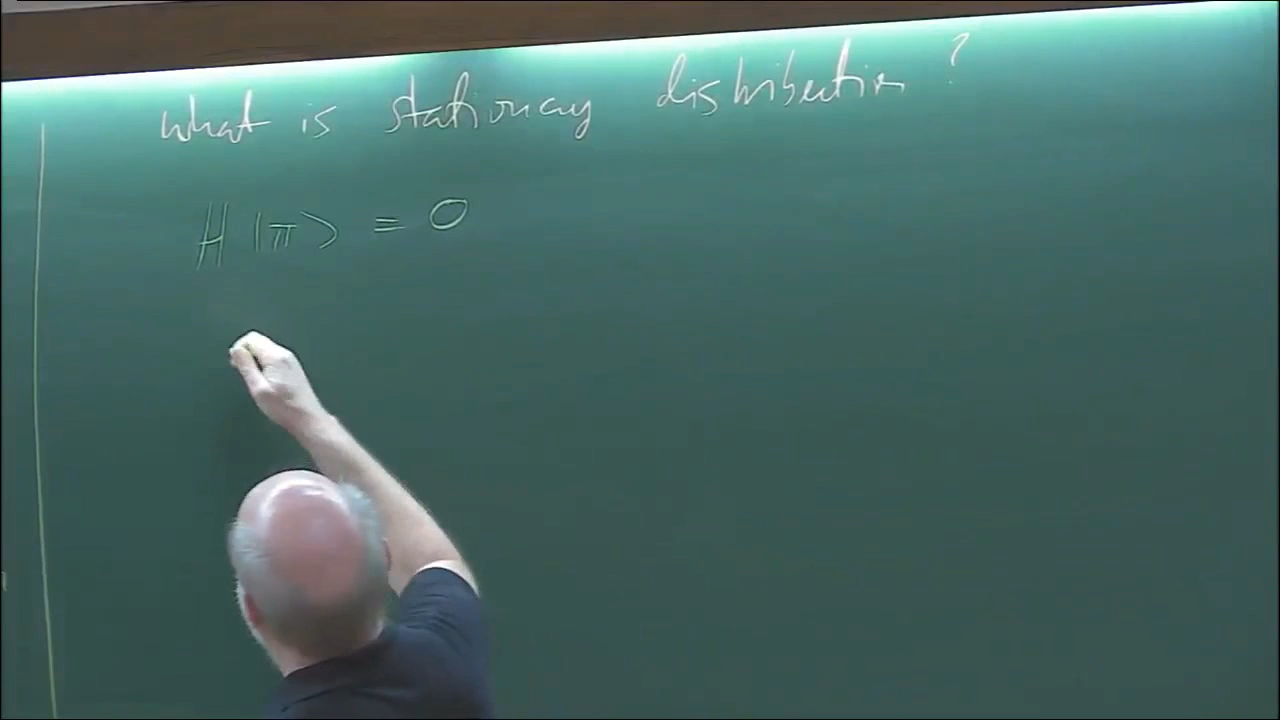 what is stationary distribution ?
H |π> = 0